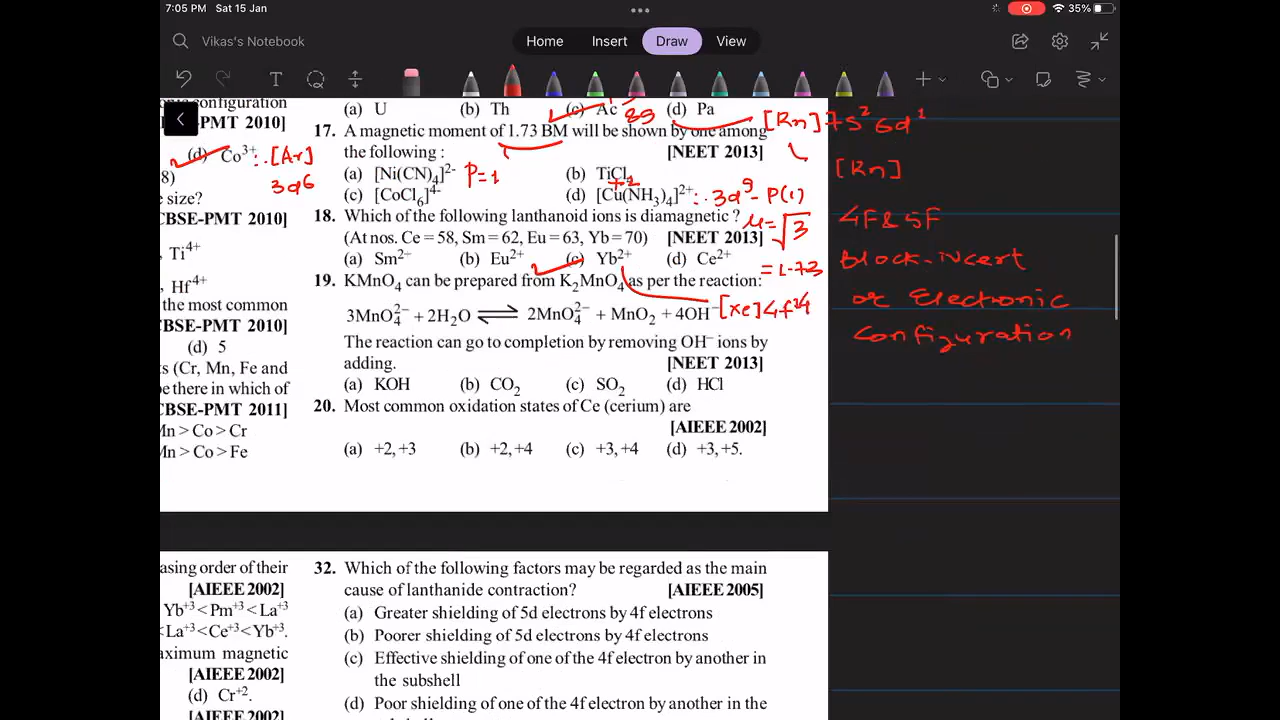 7:05 PM Sat 15 Jan
35%
Vikas's Notebook
Home Insert Draw View
onic configuration
PMT 2010]
(d) Co3+ :. [Ar]
3d6
8)
e size?
CBSE-PMT 2010]
, Ti4+
Hf4+
the most common
CBSE-PMT 2010]
(d) 5
ts (Cr, Mn, Fe and
be there in which of
CBSE-PMT 2011]
Mn > Co > Cr
Mn > Co > Fe
(a) U (b) Th (c) Ac 89 (d) Pa
17. A magnetic moment of 1.73 BM will be shown by one among
the following : [NEET 2013]
(a) [Ni(CN)4]2- P=1 (b) TiCl4
(c) [CoCl6]4- (d) [Cu(NH3)4]2+ :. 3d9 - P(1)
+2
μ = √3
= 1.73
18. Which of the following lanthanoid ions is diamagnetic ?
(At nos. Ce = 58, Sm = 62, Eu = 63, Yb = 70) [NEET 2013]
(a) Sm2+ (b) Eu2+ (c) Yb2+ (d) Ce2+
19. KMnO4 can be prepared from K2MnO4 as per the reaction:
3MnO42- + 2H2O ⇌ 2MnO42- + MnO2 + 4OH-
[Xe] 4f14
The reaction can go to completion by removing OH- ions by
adding. [NEET 2013]
(a) KOH (b) CO2 (c) SO2 (d) HCl
20. Most common oxidation states of Ce (cerium) are
[AIEEE 2002]
(a) +2, +3 (b) +2, +4 (c) +3, +4 (d) +3, +5.
[Rn] 7s2 6d1
[Rn]
4F & 5F
Block-Ncert
or Electronic
Configuration
asing order of their
[AIEEE 2002]
Yb+3 < Pm+3 < La+3
< La+3 < Ce+3 < Yb+3.
aximum magnetic
[AIEEE 2002]
(d) Cr+2.
[AIEEE 2002]
32. Which of the following factors may be regarded as the main
cause of lanthanide contraction? [AIEEE 2005]
(a) Greater shielding of 5d electrons by 4f electrons
(b) Poorer shielding of 5d electrons by 4f electrons
(c) Effective shielding of one of the 4f electron by another in
the subshell
(d) Poor shielding of one of the 4f electron by another in the